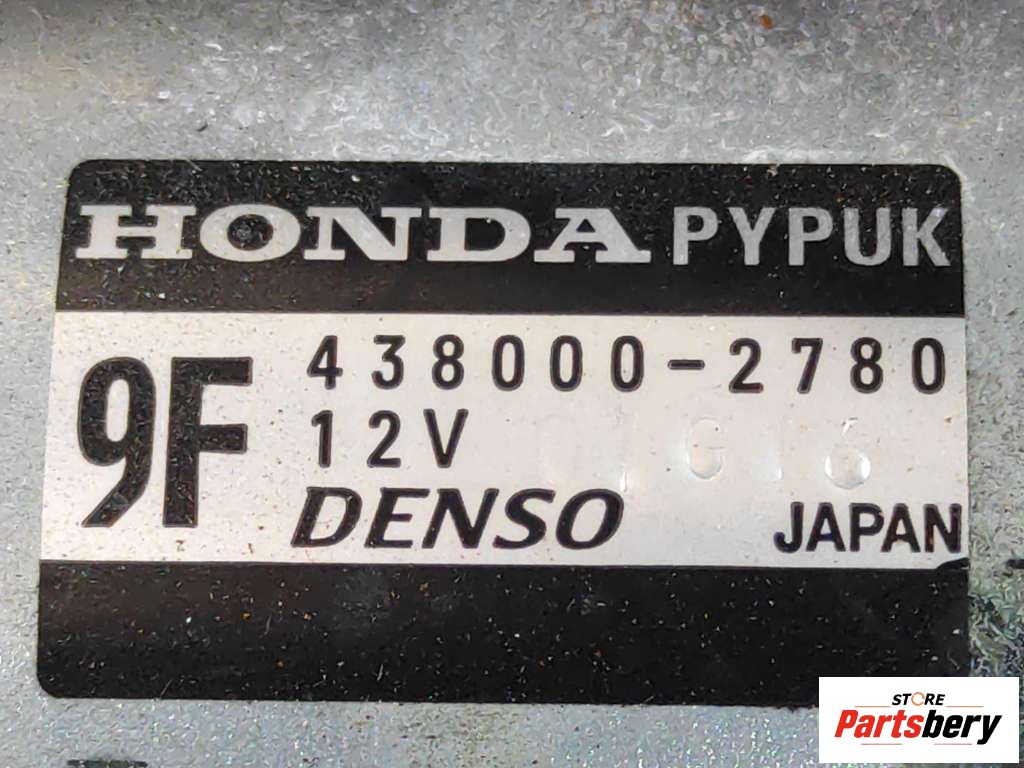 HONDA PYPUK
9F
438000-2780
12V
DENSO
JAPAN
STORE
Partsbery